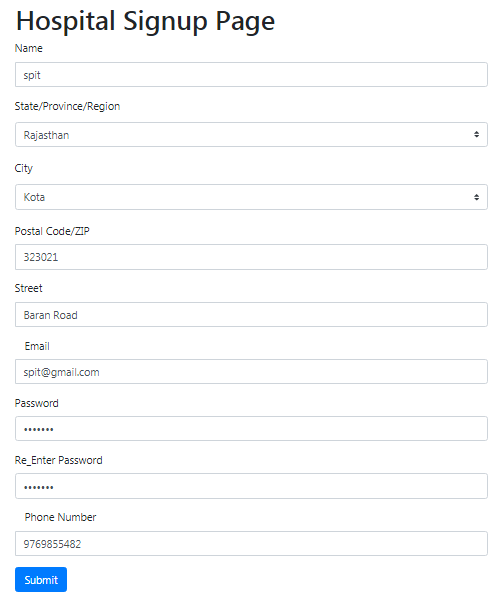 Hospital Signup Page
Name
spit
State/Province/Region
Rajasthan
City
Kota
Postal Code/ZIP
323021
Street
Baran Road
Email
spit@gmail.com
Password
•••••••
Re_Enter Password
•••••••
Phone Number
9769855482
Submit